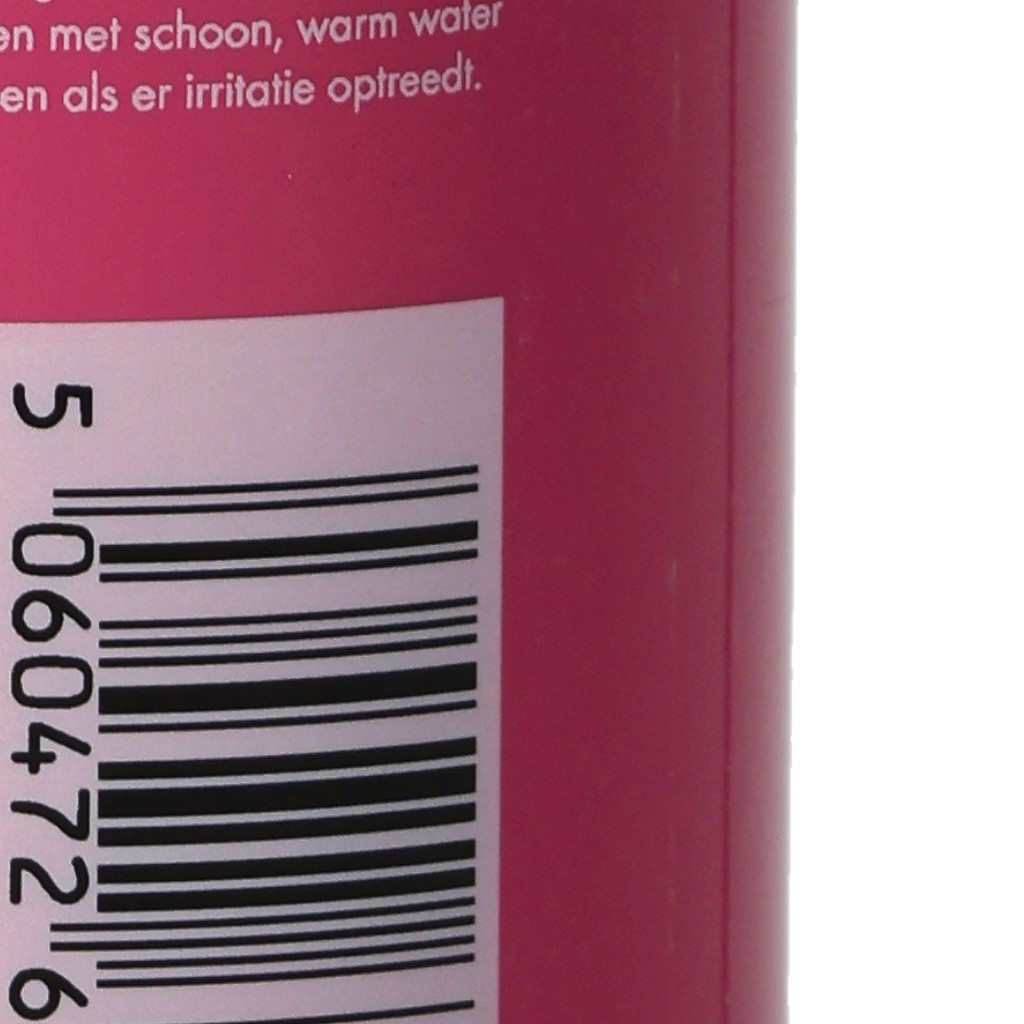 en met schoon, warm water
en als er irritatie optreedt.
5 060472 6